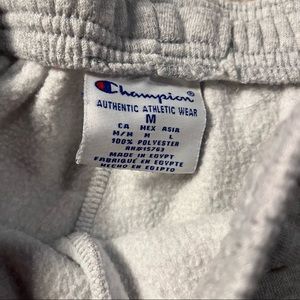 Champion®
AUTHENTIC ATHLETIC WEAR
M
CA MEX ASIA
M/M M L
100% POLYESTER
RN#15763
MADE IN EGYPT
FABRIQUE EN EGYPTE
HECHO EN EGIPTO